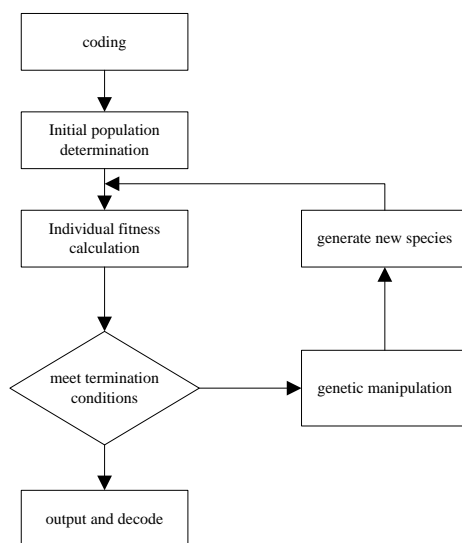 coding
Initial population
determination
Individual fitness
calculation
generate new species
meet termination
conditions
genetic manipulation
output and decode